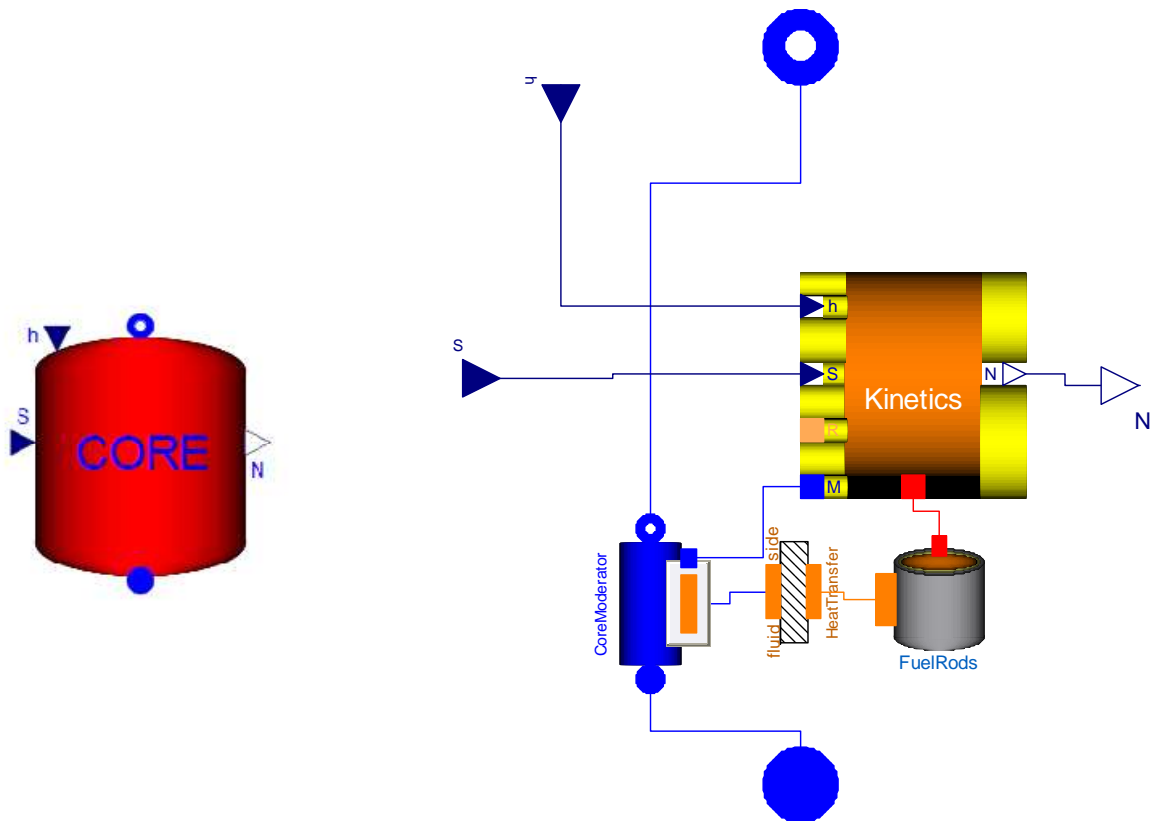 h
S
CORE
N
h
S
h
S
N
Kinetics
R
M
N
CoreModerator
fluid side
HeatTransfer
FuelRods